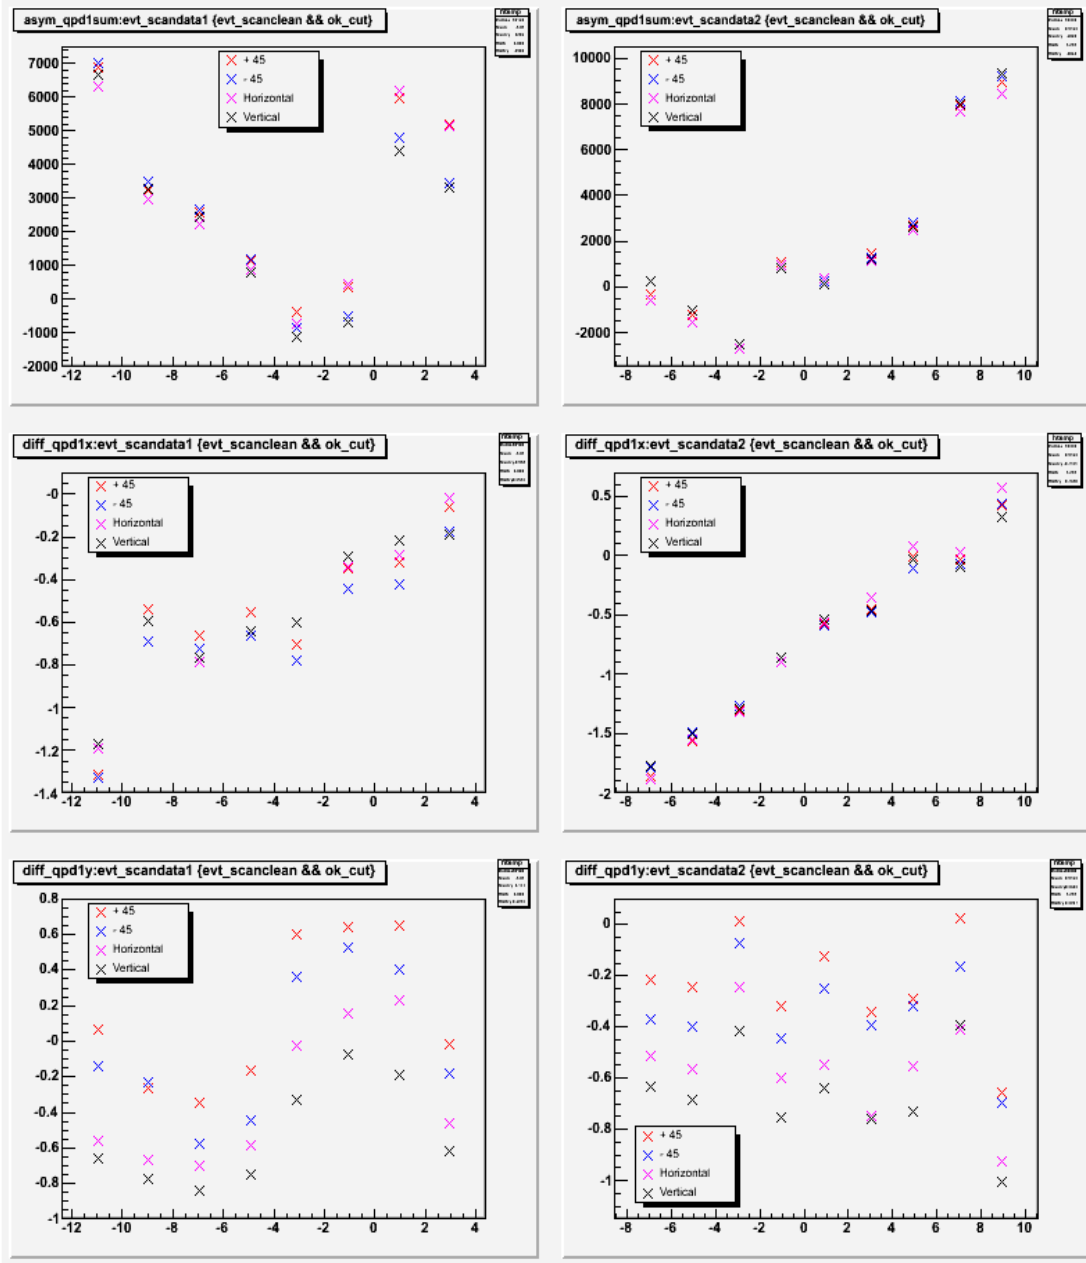 asym_qpd1sum:evt_scandata1 {evt_scanclean && ok_cut}
htemp
+ 45
- 45
Horizontal
Vertical
7000
6000
5000
4000
3000
2000
1000
0
-1000
-2000
-12 -10 -8 -6 -4 -2 0 2 4
asym_qpd1sum:evt_scandata2 {evt_scanclean && ok_cut}
htemp
+ 45
- 45
Horizontal
Vertical
10000
8000
6000
4000
2000
0
-2000
-8 -6 -4 -2 0 2 4 6 8 10
diff_qpd1x:evt_scandata1 {evt_scanclean && ok_cut}
htemp
+ 45
- 45
Horizontal
Vertical
-0
-0.2
-0.4
-0.6
-0.8
-1
-1.2
-1.4
-12 -10 -8 -6 -4 -2 0 2 4
diff_qpd1x:evt_scandata2 {evt_scanclean && ok_cut}
htemp
+ 45
- 45
Horizontal
Vertical
0.5
0
-0.5
-1
-1.5
-2
-8 -6 -4 -2 0 2 4 6 8 10
diff_qpd1y:evt_scandata1 {evt_scanclean && ok_cut}
htemp
+ 45
- 45
Horizontal
Vertical
0.8
0.6
0.4
0.2
-0
-0.2
-0.4
-0.6
-0.8
-1
-12 -10 -8 -6 -4 -2 0 2 4
diff_qpd1y:evt_scandata2 {evt_scanclean && ok_cut}
htemp
0
-0.2
-0.4
-0.6
-0.8
-1
+ 45
- 45
Horizontal
Vertical
-8 -6 -4 -2 0 2 4 6 8 10